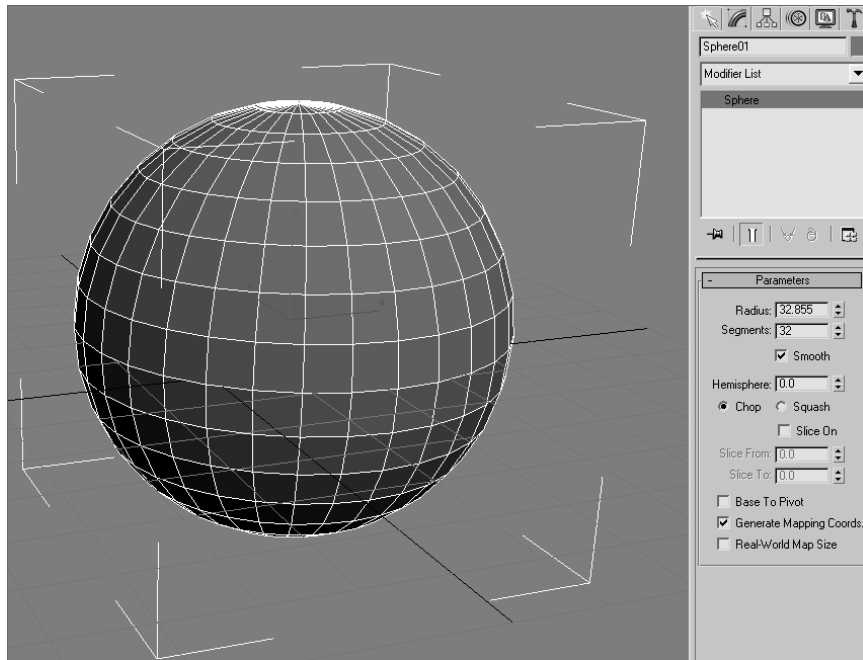 Sphere01
Modifier List
Sphere
- Parameters
Radius: 32.855
Segments: 32
Smooth
Hemisphere: 0.0
Chop Squash
Slice On
Slice From: 0.0
Slice To: 0.0
Base To Pivot
Generate Mapping Coords.
Real-World Map Size
x